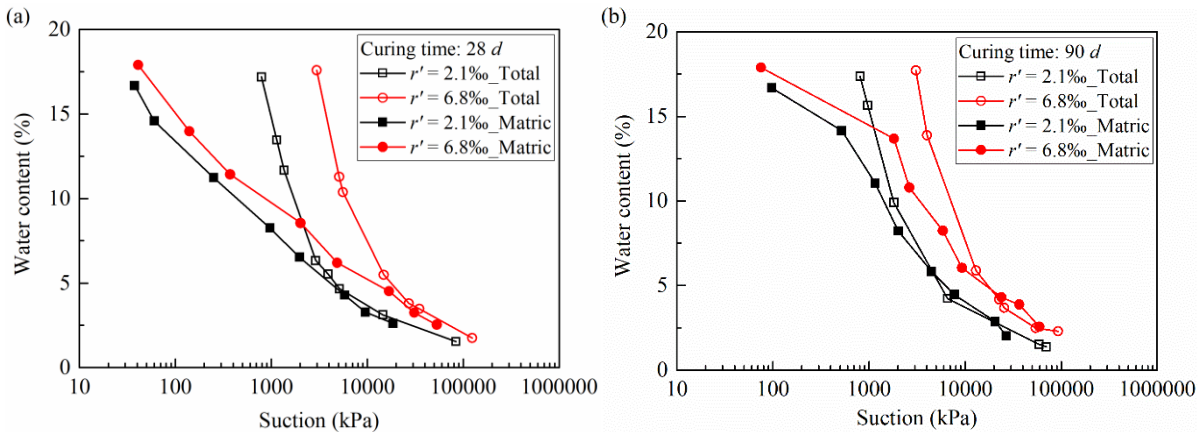 (a)
20
15
10
5
0
Water content (%)
Curing time: 28 d
r' = 2.1‰_Total
r' = 6.8‰_Total
r' = 2.1‰_Matric
r' = 6.8‰_Matric
10 100 1000 10000 100000 1000000
Suction (kPa)
(b)
20
15
10
5
0
Water content (%)
Curing time: 90 d
r' = 2.1‰_Total
r' = 6.8‰_Total
r' = 2.1‰_Matric
r' = 6.8‰_Matric
10 100 1000 10000 100000 1000000
Suction (kPa)